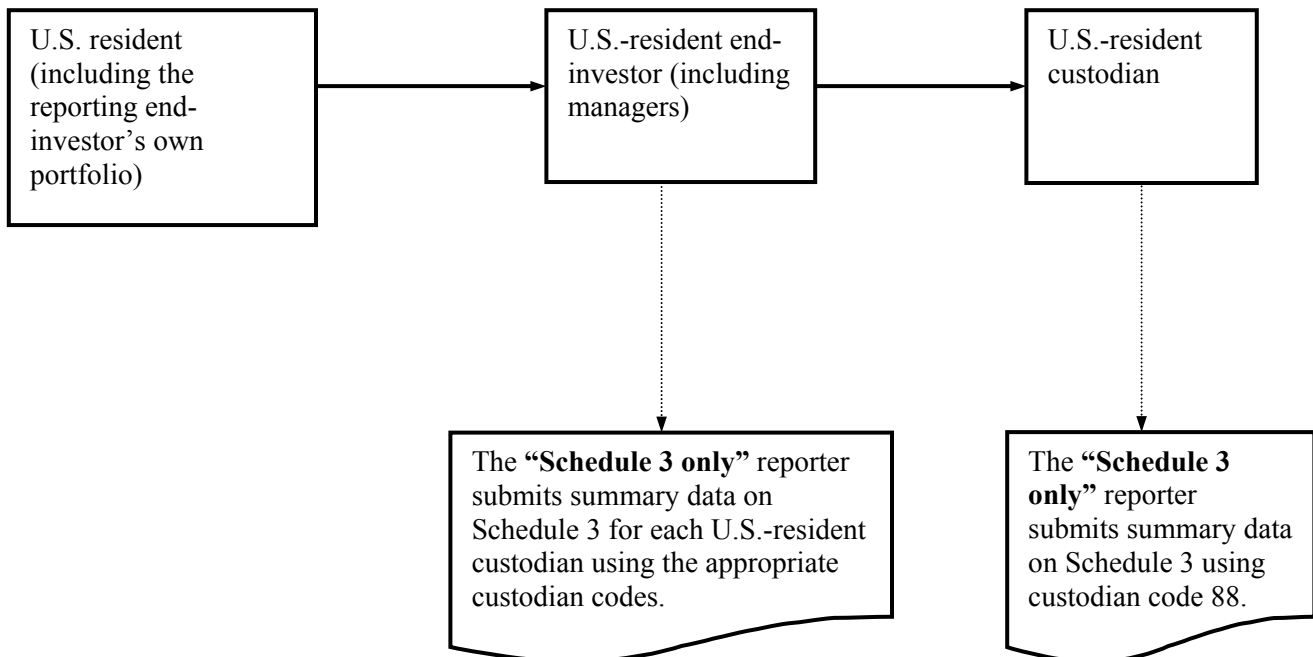 U.S. resident
(including the
reporting end-
investor’s own
portfolio)
U.S.-resident end-
investor (including
managers)
U.S.-resident
custodian
The “Schedule 3 only” reporter
submits summary data on
Schedule 3 for each U.S.-resident
custodian using the appropriate
custodian codes.
The “Schedule 3
only” reporter
submits summary data
on Schedule 3 using
custodian code 88.